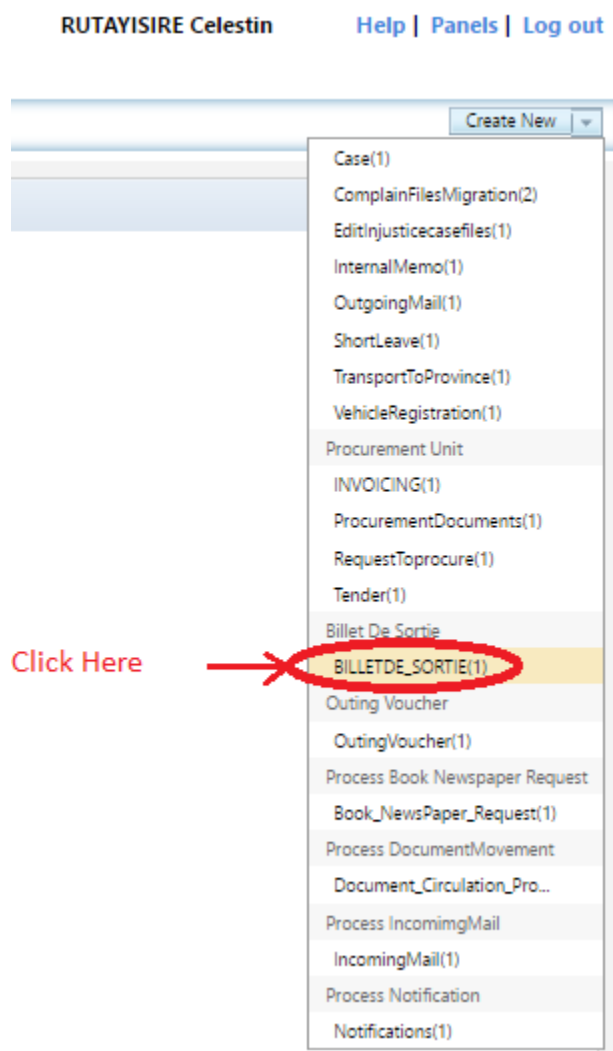 RUTAYISIRE Celestin Help | Panels | Log out
Create New
Case(1)
ComplainFilesMigration(2)
EditInjusticecasefiles(1)
InternalMemo(1)
OutgoingMail(1)
ShortLeave(1)
TransportToProvince(1)
VehicleRegistration(1)
Procurement Unit
INVOICING(1)
ProcurementDocuments(1)
RequestToprocure(1)
Tender(1)
Billet De Sortie
Click Here BILLETDE_SORTIE(1)
Outing Voucher
OutingVoucher(1)
Process Book Newspaper Request
Book_NewsPaper_Request(1)
Process DocumentMovement
Document_Circulation_Pro...
Process IncomimgMail
IncomingMail(1)
Process Notification
Notifications(1)